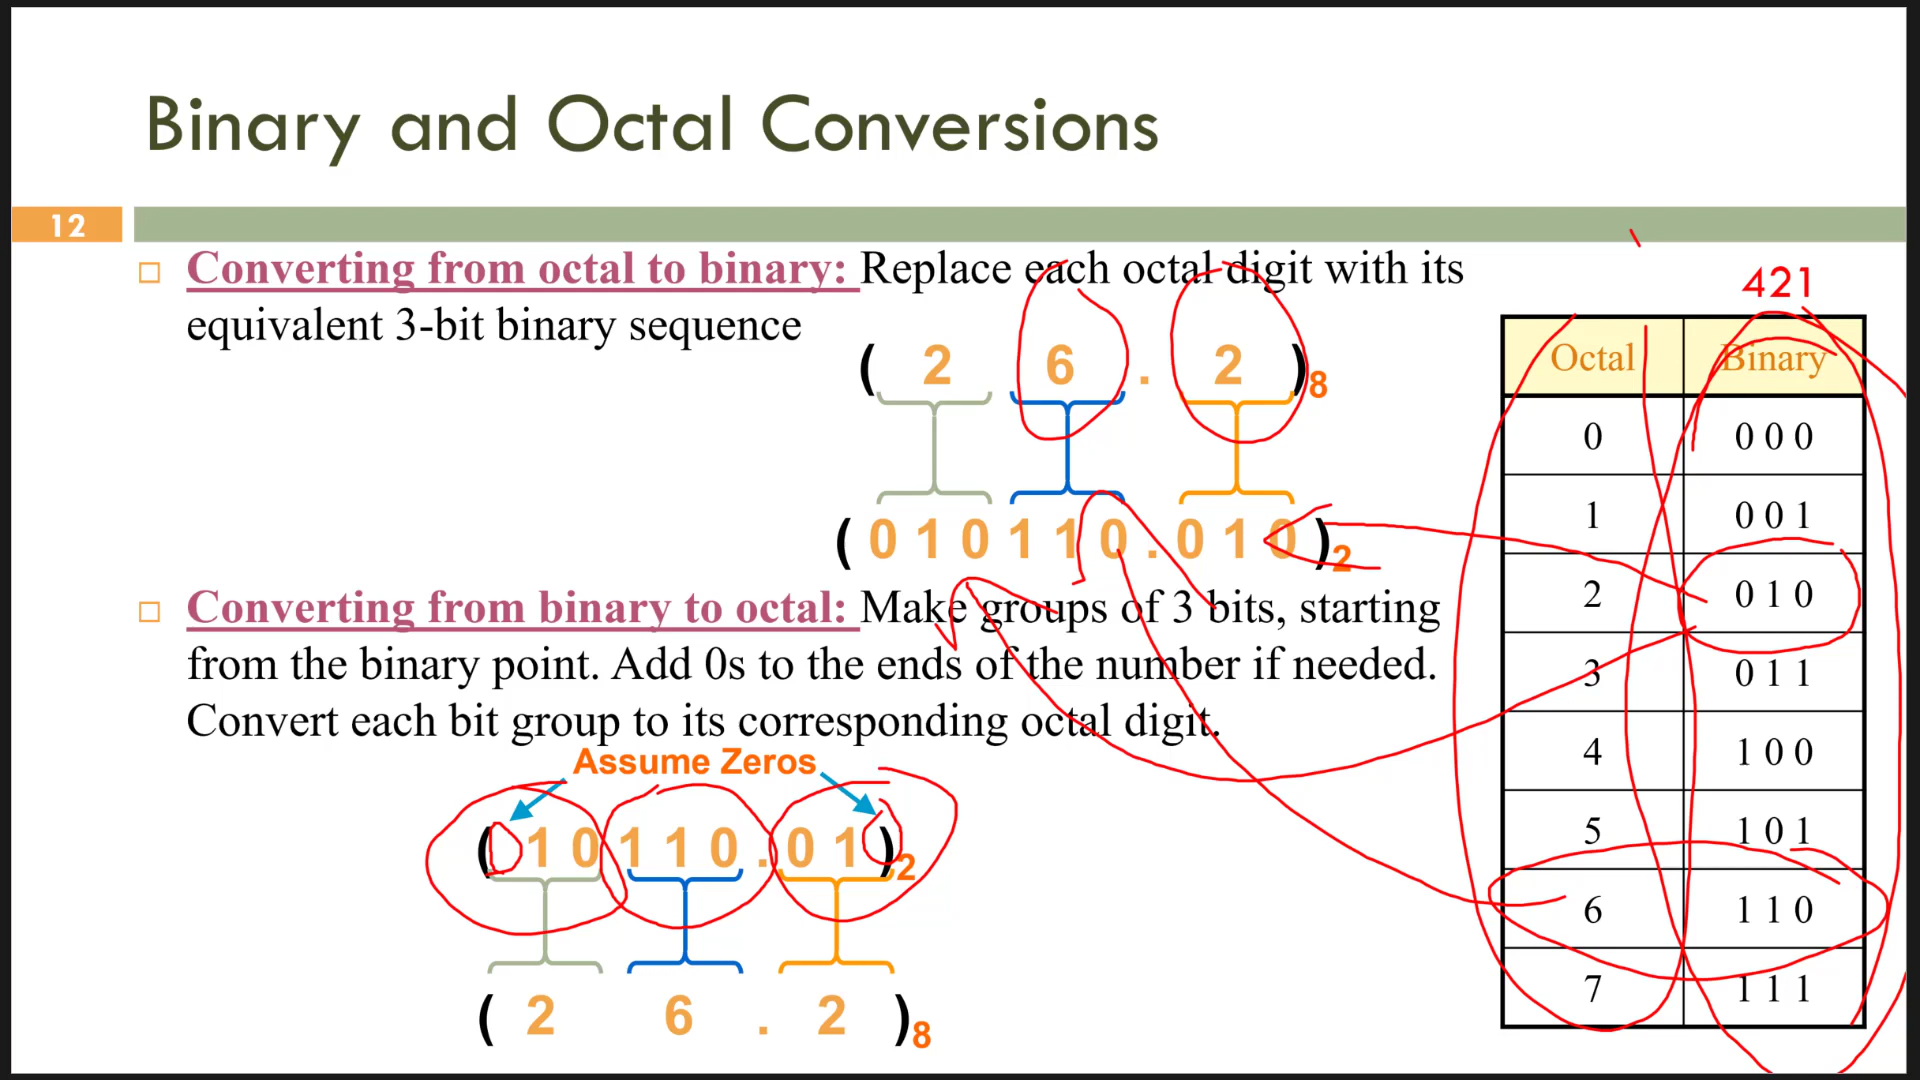 Binary and Octal Conversions
12
Converting from octal to binary: Replace each octal digit with its
equivalent 3-bit binary sequence
( 2 6 . 2 )8
( 0 1 0 1 1 0 . 0 1 0 )2
Converting from binary to octal: Make groups of 3 bits, starting
from the binary point. Add 0s to the ends of the number if needed.
Convert each bit group to its corresponding octal digit.
Assume Zeros
( 1 0 1 1 0 . 0 1 )2
( 2 6 . 2 )8
421
Octal Binary
0 0 0 0
1 0 0 1
2 0 1 0
3 0 1 1
4 1 0 0
5 1 0 1
6 1 1 0
7 1 1 1